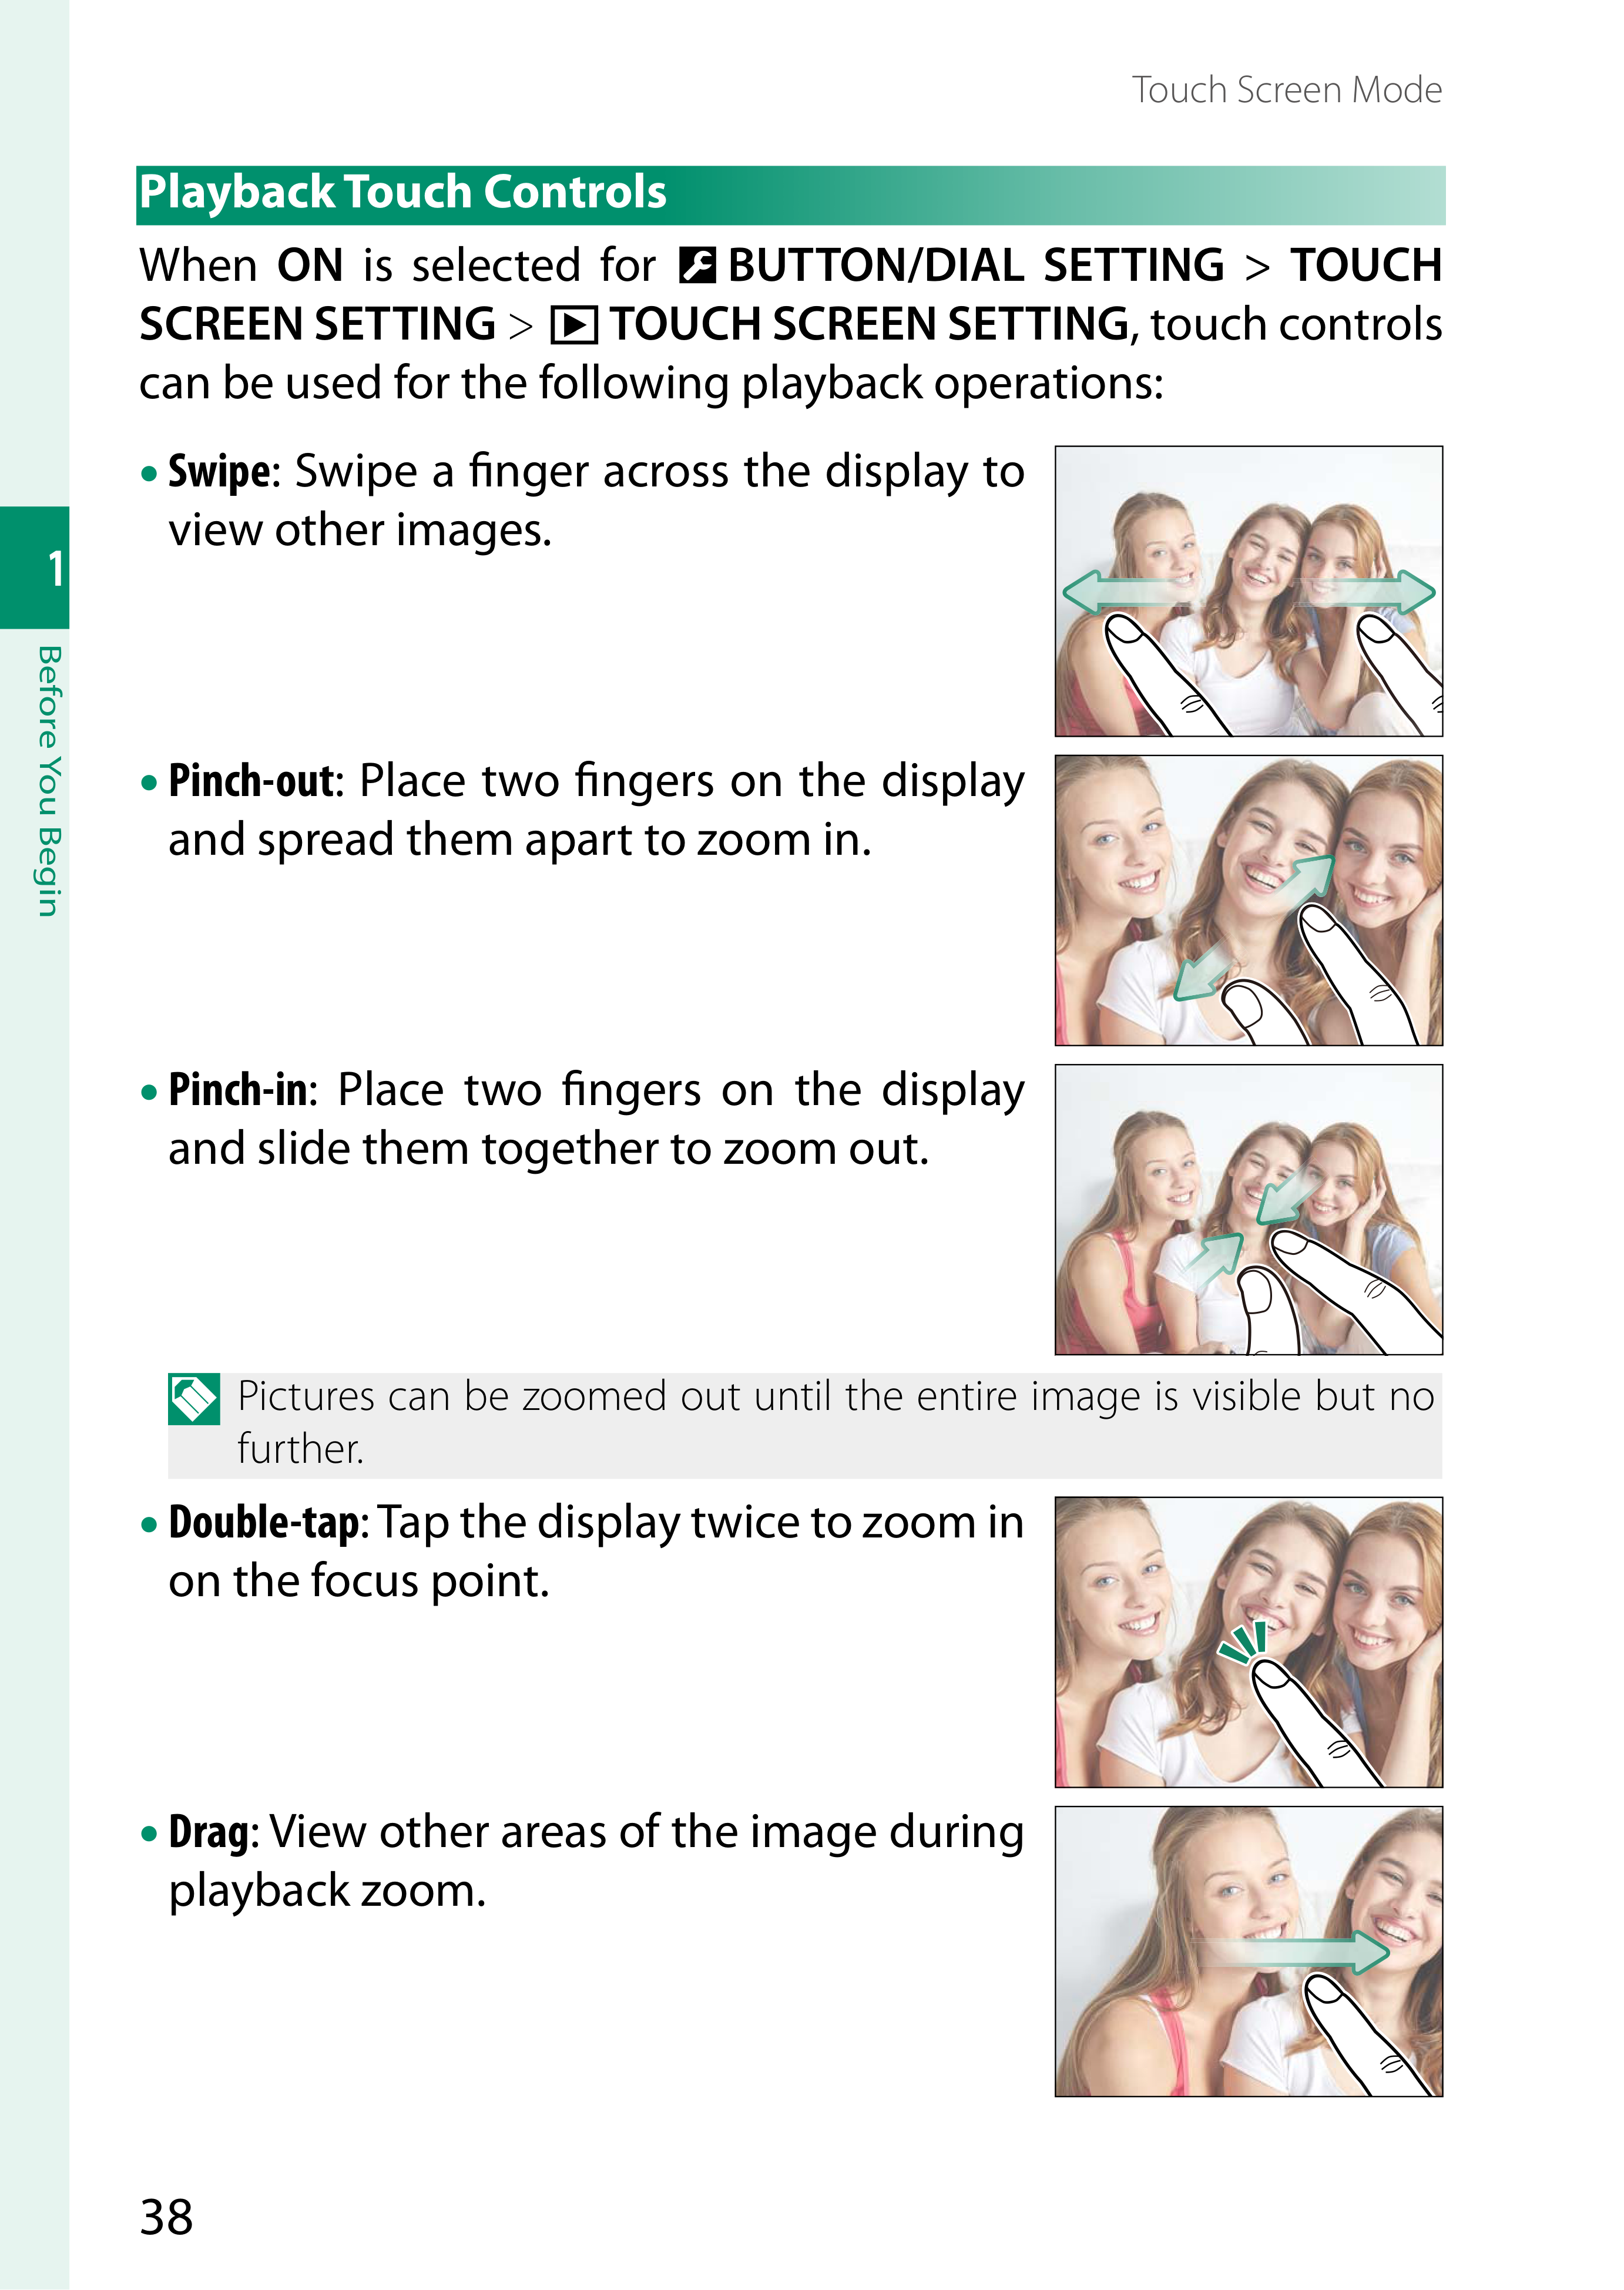 Touch Screen Mode
Playback Touch Controls
When ON is selected for BUTTON/DIAL SETTING > TOUCH
SCREEN SETTING > TOUCH SCREEN SETTING, touch controls
can be used for the following playback operations:
• Swipe: Swipe a finger across the display to
view other images.
1
Before You Begin
• Pinch-out: Place two fingers on the display
and spread them apart to zoom in.
• Pinch-in: Place two fingers on the display
and slide them together to zoom out.
Pictures can be zoomed out until the entire image is visible but no
further.
• Double-tap: Tap the display twice to zoom in
on the focus point.
• Drag: View other areas of the image during
playback zoom.
38